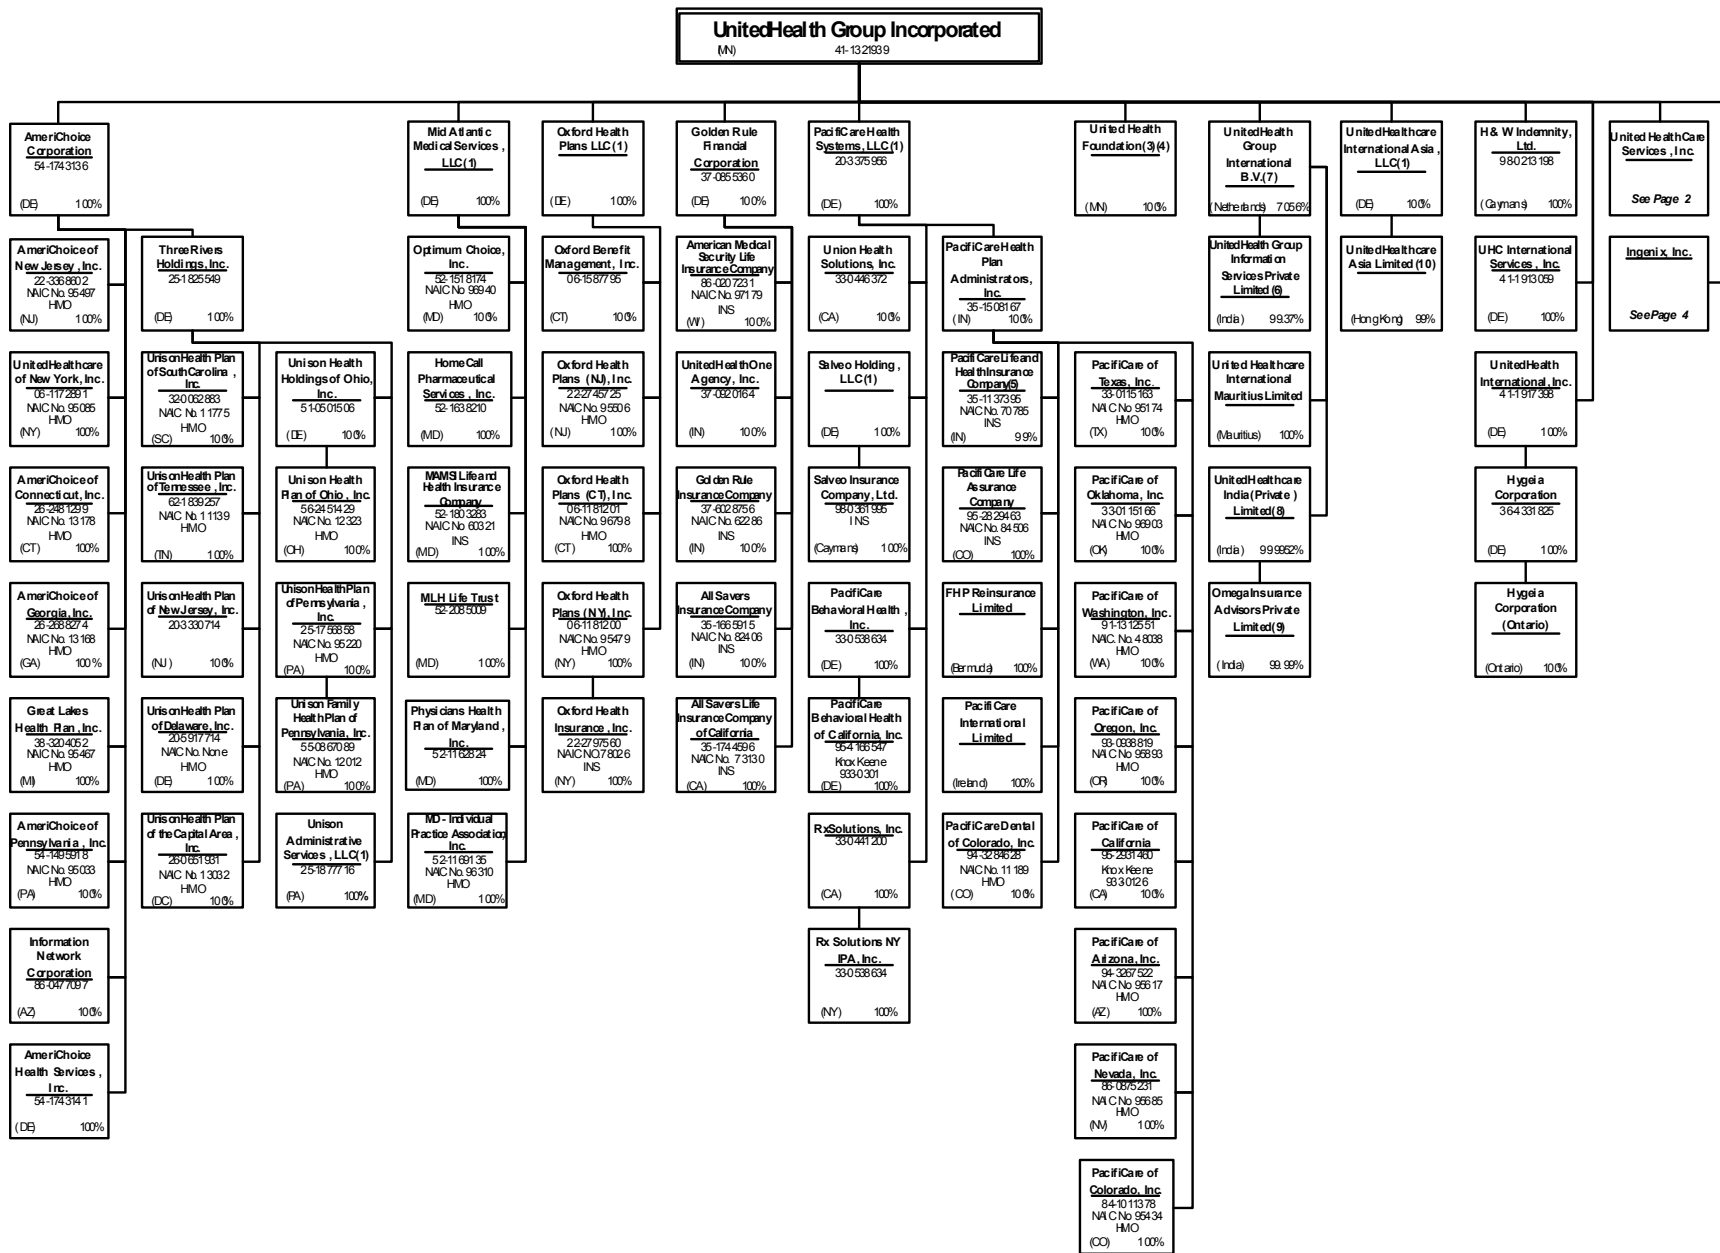 UnitedHealth Group Incorporated
(MN) 41-1321939
AmeriChoice
Corporation
54-1743136
(DE) 100%
Mid Atlantic
Medical Services,
LLC(1)
(DE) 100%
Oxford Health
Plans LLC(1)
(DE) 100%
Golden Rule
Financial
Corporation
37-0855360
(DE) 100%
PacifiCare Health
Systems, LLC(1)
20-3375956
(DE) 100%
United Health
Foundation(3)(4)
(MN) 100%
UnitedHealth
Group
International
B.V.(7)
(Netherlands) 70.56%
UnitedHealthcare
International Asia,
LLC(1)
(DE) 100%
H & W Indemnity,
Ltd.
98-0213198
(Caymans) 100%
United HealthCare
Services, Inc.
See Page 2
AmeriChoice of
New Jersey, Inc.
22-3368602
NAIC No. 95497
HMO
(NJ) 100%
Three Rivers
Holdings, Inc.
25-1825549
(DE) 100%
Optimum Choice,
Inc.
52-1518174
NAIC No. 96940
HMO
(MD) 100%
Oxford Benefit
Management, Inc.
06-1587795
(CT) 100%
American Medical
Security Life
Insurance Company
86-0207231
NAIC No. 97179
INS
(WI) 100%
Union Health
Solutions, Inc.
33-0446372
(CA) 100%
PacifiCare Health
Plan
Administrators,
Inc.
35-1508167
(IN) 100%
UnitedHealth Group
Information
Services Private
Limited (6)
(India) 99.37%
UnitedHealthcare
Asia Limited (10)
(Hong Kong) 99%
UHC International
Services, Inc.
41-1913059
(DE) 100%
Ingenix, Inc.
See Page 4
UnitedHealthcare
of New York, Inc.
06-1172891
NAIC No. 95085
HMO
(NY) 100%
Unison Health Plan
of South Carolina,
Inc.
32-0062883
NAIC No. 11775
HMO
(SC) 100%
Unison Health
Holdings of Ohio,
Inc.
51-0501506
(DE) 100%
HomeCall
Pharmaceutical
Services, Inc.
52-1638210
(MD) 100%
Oxford Health
Plans (NJ), Inc.
22-2745725
NAIC No. 95506
HMO
(NJ) 100%
UnitedHealthOne
Agency, Inc.
37-0920164
(IN) 100%
Salveo Holding,
LLC(1)
(DE) 100%
PacifiCare Life and
Health Insurance
Company(5)
35-1137395
NAIC No. 70785
INS
(IN) 99%
PacifiCare of
Texas, Inc.
33-0115163
NAIC No. 95174
HMO
(TX) 100%
United Healthcare
International
Mauritius Limited
(Mauritius) 100%
UnitedHealth
International, Inc.
41-1917398
(DE) 100%
AmeriChoice of
Connecticut, Inc.
26-2481299
NAIC No. 13178
HMO
(CT) 100%
Unison Health Plan
of Tennessee, Inc.
62-1839257
NAIC No. 11139
HMO
(TN) 100%
Unison Health
Plan of Ohio, Inc.
56-2451429
NAIC No. 12323
HMO
(OH) 100%
MAMSI Life and
Health Insurance
Company
52-1803283
NAIC No. 60321
INS
(MD) 100%
Oxford Health
Plans (CT), Inc.
06-1181201
NAIC No. 96798
HMO
(CT) 100%
Golden Rule
Insurance Company
37-6028756
NAIC No. 62286
INS
(IN) 100%
Salveo Insurance
Company, Ltd.
98-0361995
INS
(Caymans) 100%
PacifiCare Life
Assurance
Company
95-2829463
NAIC No. 84506
INS
(CO) 100%
PacifiCare of
Oklahoma, Inc.
33-0115166
NAIC No. 96903
HMO
(OK) 100%
UnitedHealthcare
India (Private)
Limited(8)
(India) 99.9952%
Hygeia
Corporation
36-4331825
(DE) 100%
AmeriChoice of
Georgia, Inc.
26-2688274
NAIC No. 13168
HMO
(GA) 100%
Unison Health Plan
of New Jersey, Inc.
20-3330714
(NJ) 100%
Unison Health Plan
of Pennsylvania,
Inc.
25-1756858
NAIC No. 95220
HMO
(PA) 100%
MLH Life Trust
52-2085009
(MD) 100%
Oxford Health
Plans (NY), Inc.
06-1181200
NAIC No. 95479
HMO
(NY) 100%
All Savers
Insurance Company
35-1665915
NAIC No. 82406
INS
(IN) 100%
PacifiCare
Behavioral Health,
Inc.
33-0538634
(DE) 100%
FHP Reinsurance
Limited
(Bermuda) 100%
PacifiCare of
Washington, Inc.
91-1312551
NAIC. No. 48038
HMO
(WA) 100%
Omega Insurance
Advisors Private
Limited(9)
(India) 99.99%
Hygeia
Corporation
(Ontario)
(Ontario) 100%
Great Lakes
Health Plan, Inc.
38-3204052
NAIC No. 95467
HMO
(MI) 100%
Unison Health Plan
of Delaware, Inc.
20-5917714
NAIC No. None
HMO
(DE) 100%
Unison Family
Health Plan of
Pennsylvania, Inc.
55-0867089
NAIC No. 12012
HMO
(PA) 100%
Physicians Health
Plan of Maryland,
Inc.
52-1162824
(MD) 100%
Oxford Health
Insurance, Inc.
22-2797560
NAIC NO.78026
INS
(NY) 100%
All Savers Life
Insurance Company
of California
35-1744596
NAIC No. 73130
INS
(CA) 100%
PacifiCare
Behavioral Health
of California, Inc.
95-4166547
Knox Keene
933-0301
(DE) 100%
PacifiCare
International
Limited
(Ireland) 100%
PacifiCare of
Oregon, Inc.
93-0938819
NAIC No. 95893
HMO
(OR) 100%
AmeriChoice of
Pennsylvania, Inc.
54-1495918
NAIC No. 95033
HMO
(PA) 100%
Unison Health Plan
of the Capital Area,
Inc.
26-0651931
NAIC No. 13032
HMO
(DC) 100%
Unison
Administrative
Services, LLC(1)
25-1877716
(PA) 100%
MD - Individual
Practice Association,
Inc.
52-1169135
NAIC No. 96310
HMO
(MD) 100%
RxSolutions, Inc.
33-0441200
(CA) 100%
PacifiCare Dental
of Colorado, Inc.
94-3284628
NAIC No. 11189
HMO
(CO) 100%
PacifiCare of
California
95-2931460
Knox Keene
933-0126
(CA) 100%
Information
Network
Corporation
86-0477097
(AZ) 100%
Rx Solutions NY
IPA, Inc.
33-0538634
(NY) 100%
PacifiCare of
Arizona, Inc.
94-3267522
NAIC No 95617
HMO
(AZ) 100%
AmeriChoice
Health Services,
Inc.
54-1743141
(DE) 100%
PacifiCare of
Nevada, Inc.
86-0875231
NAIC No 95685
HMO
(NV) 100%
PacifiCare of
Colorado, Inc.
84-1011378
NAIC No 95434
HMO
(CO) 100%